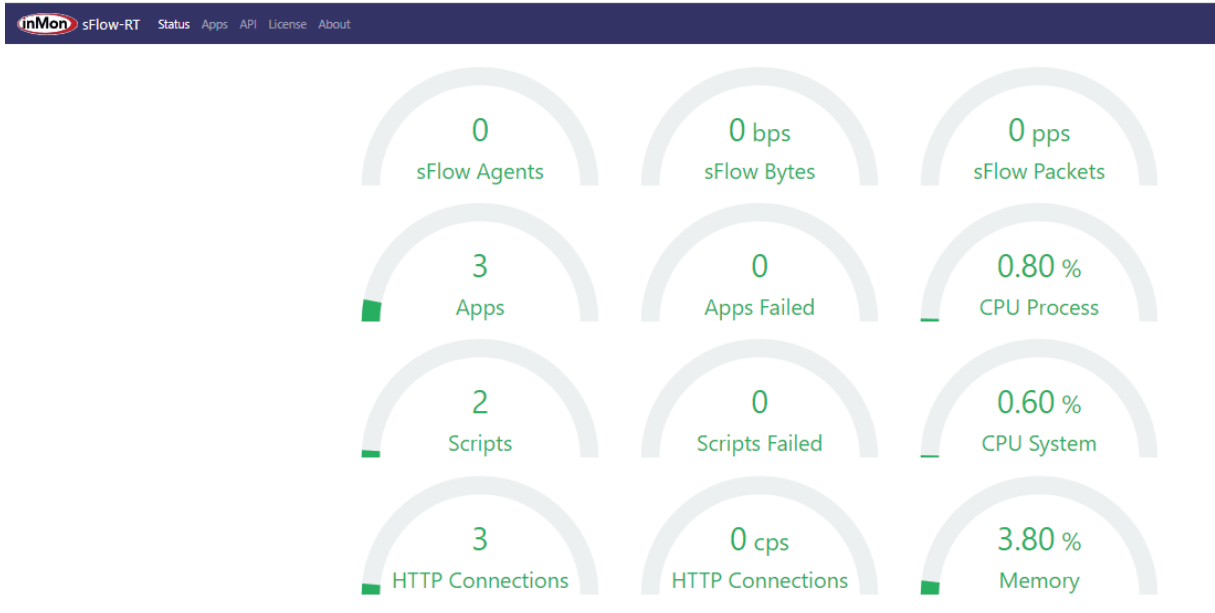 inMon sFlow-RT Status Apps API License About
0 0 bps 0 pps
sFlow Agents sFlow Bytes sFlow Packets
3 0 0.80 %
Apps Apps Failed CPU Process
2 0 0.60 %
Scripts Scripts Failed CPU System
3 0 cps 3.80 %
HTTP Connections HTTP Connections Memory